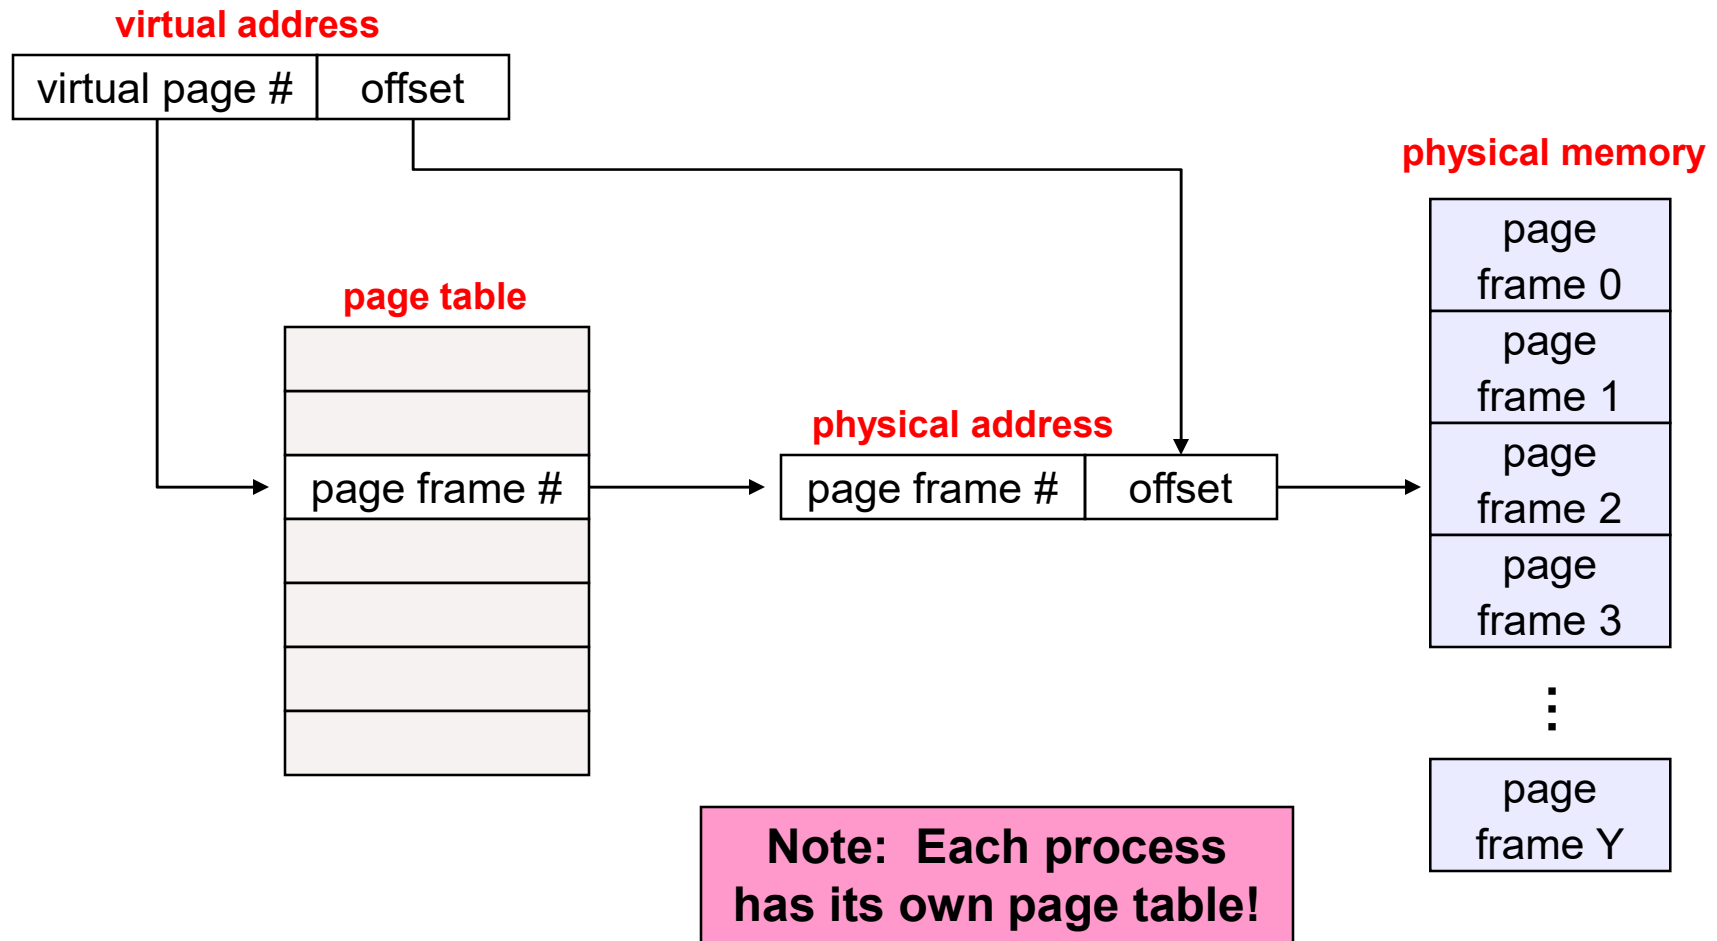 virtual address
virtual page # offset
physical memory
page
frame 0
page
frame 1
page
frame 2
page
frame 3
⋮
page
frame Y
page table
page frame #
physical address
page frame # offset
Note: Each process
has its own page table!